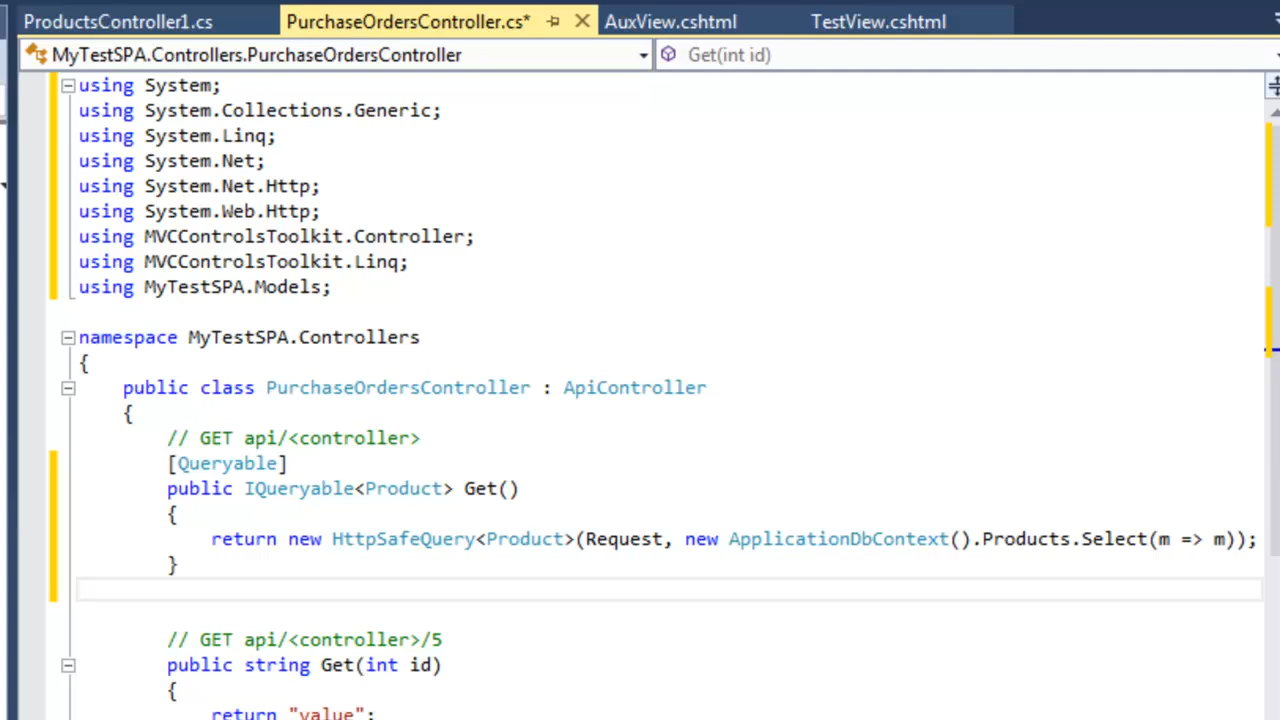 ProductsController1.cs PurchaseOrdersController.cs* AuxView.cshtml TestView.cshtml
MyTestSPA.Controllers.PurchaseOrdersController Get(int id)
using System;
using System.Collections.Generic;
using System.Linq;
using System.Net;
using System.Net.Http;
using System.Web.Http;
using MVCControlsToolkit.Controller;
using MVCControlsToolkit.Linq;
using MyTestSPA.Models;
namespace MyTestSPA.Controllers
{
public class PurchaseOrdersController : ApiController
{
// GET api/<controller>
[Queryable]
public IQueryable<Product> Get()
{
return new HttpSafeQuery<Product>(Request, new ApplicationDbContext().Products.Select(m => m));
}
// GET api/<controller>/5
public string Get(int id)
{
return "value";